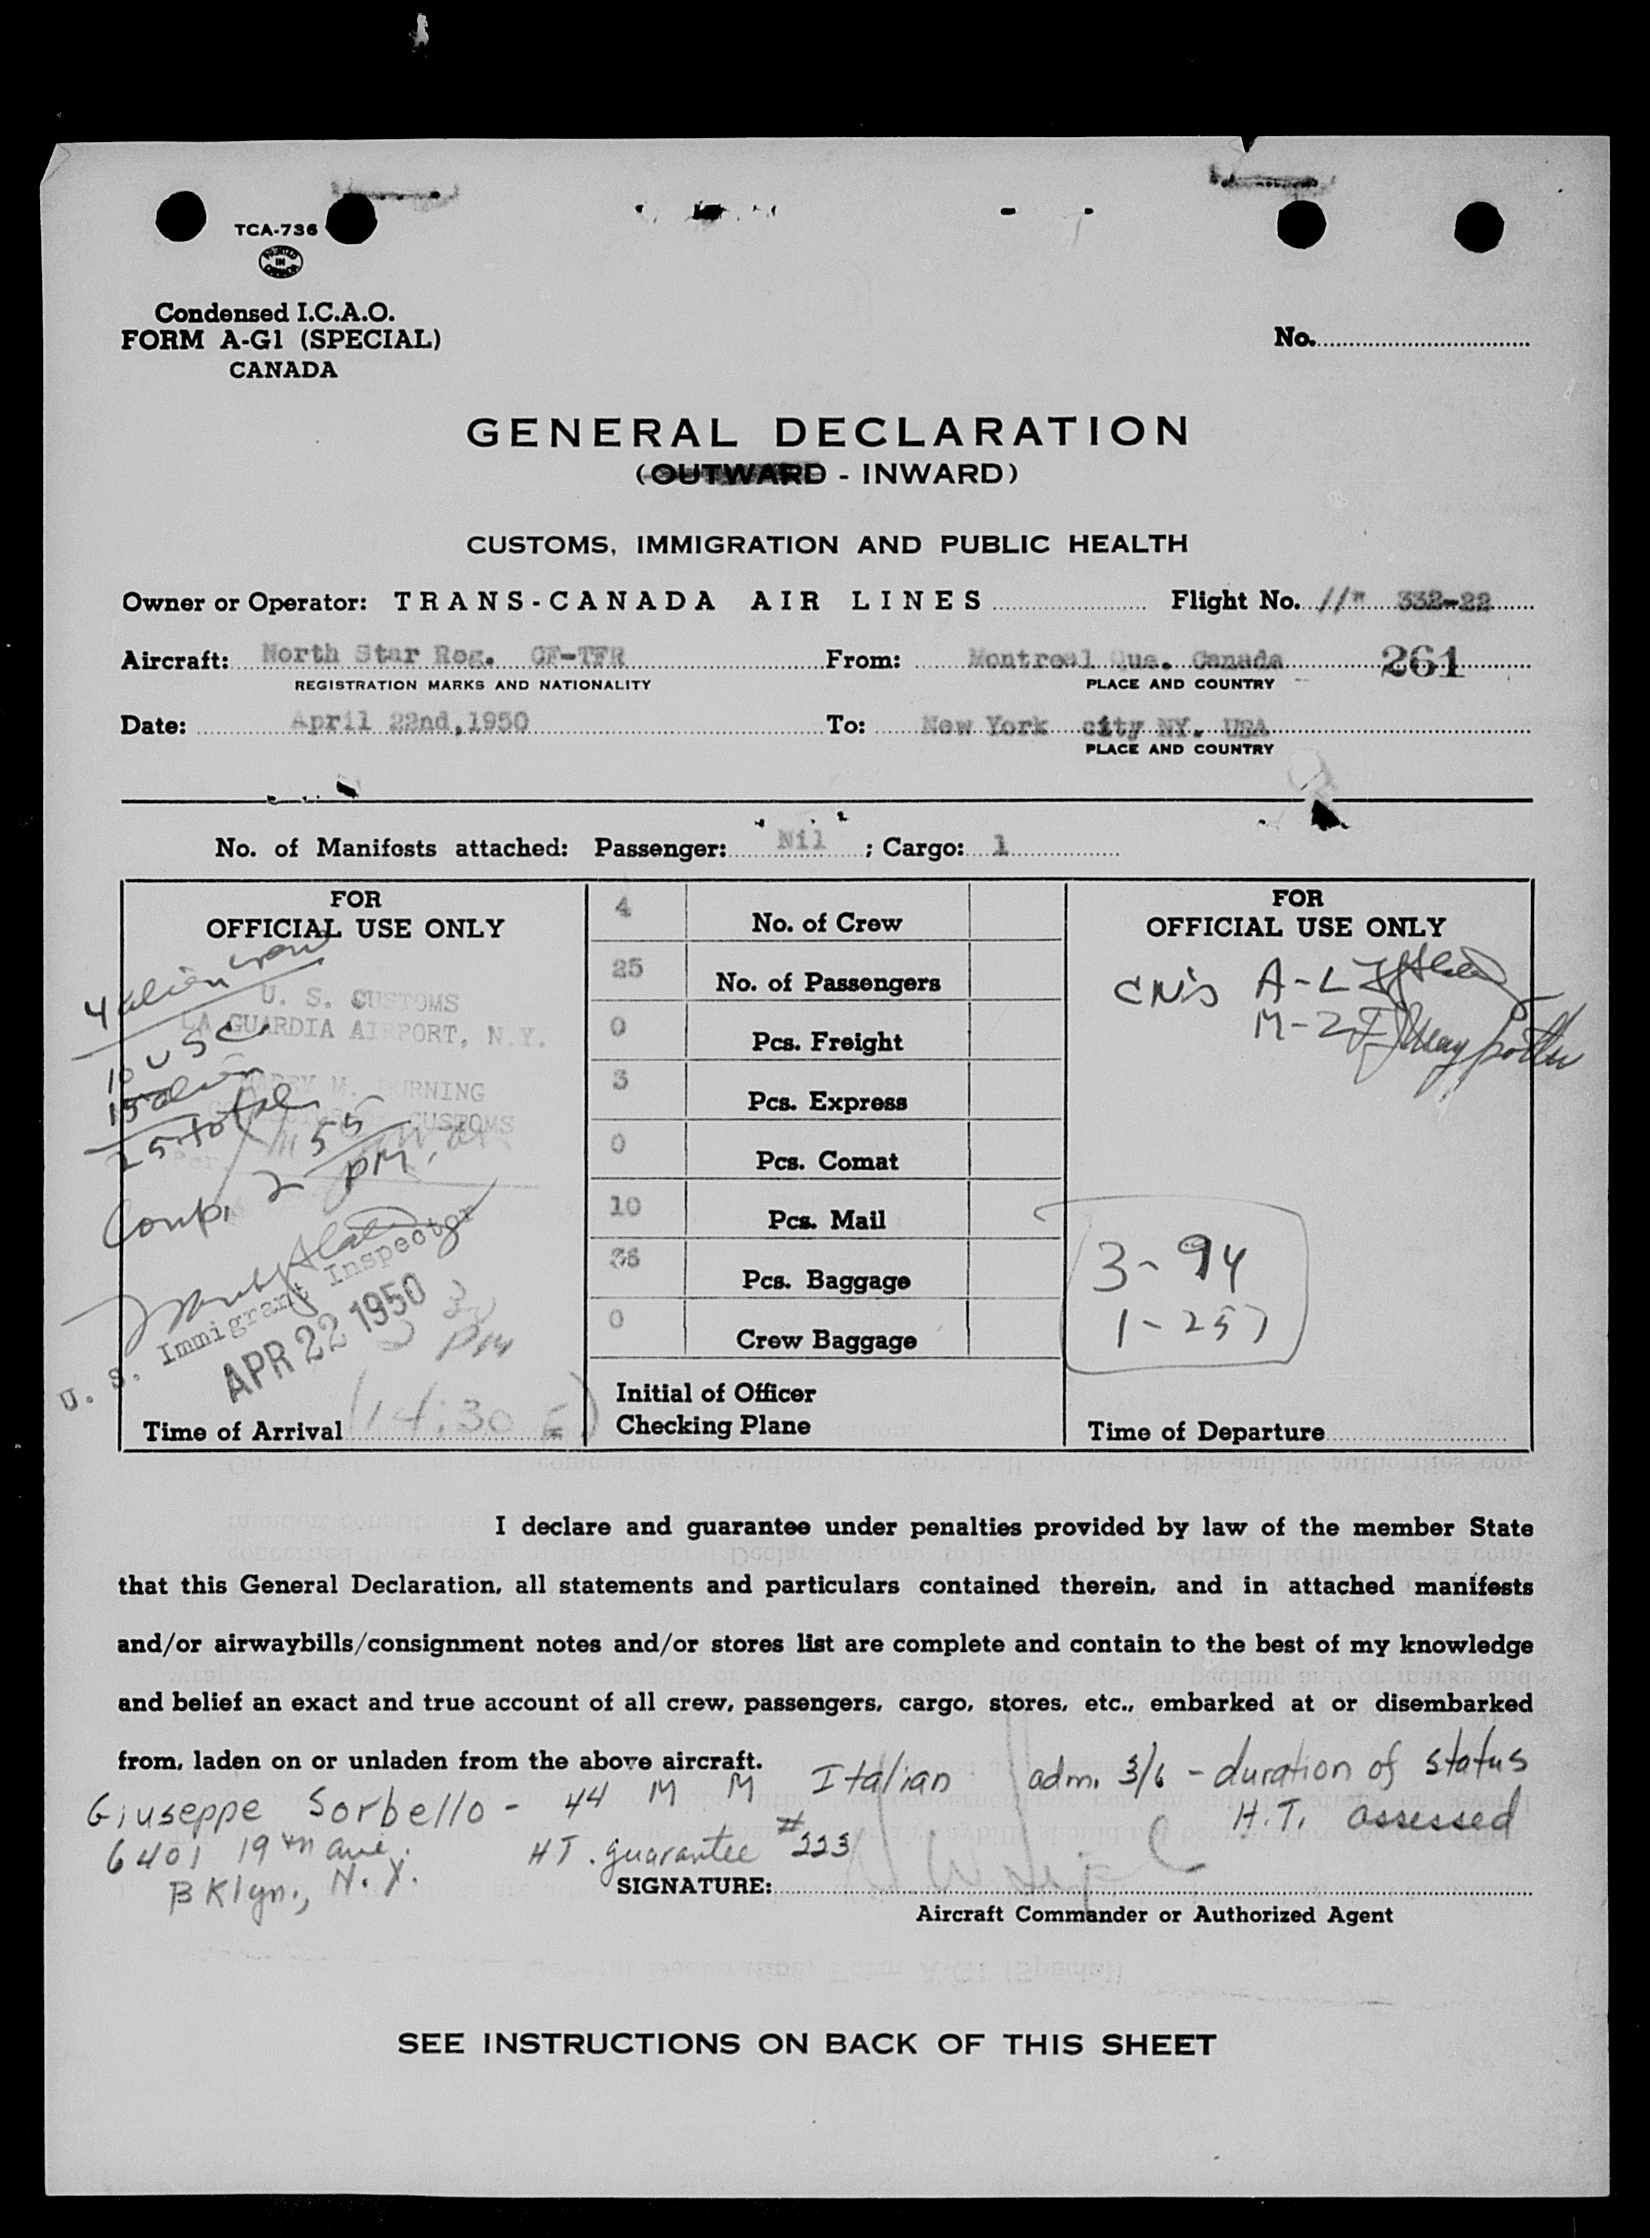 TCA-736
PRINTED IN CANADA
Condensed I.C.A.O.
FORM A-G1 (SPECIAL)
CANADA
No.
GENERAL DECLARATION
(OUTWARD - INWARD)
CUSTOMS, IMMIGRATION AND PUBLIC HEALTH
Owner or Operator: TRANS-CANADA AIR LINES Flight No. //" 332-22
Aircraft: North Star Reg. CF-TFR From: Montreal Que. Canada 261
REGISTRATION MARKS AND NATIONALITY PLACE AND COUNTRY
Date: April 22nd,1950 To: New York city NY. USA
PLACE AND COUNTRY
No. of Manifests attached: Passenger: Nil ; Cargo: 1
FOR
OFFICIAL USE ONLY
4 alien crew
U. S. CUSTOMS
LA GUARDIA AIRPORT, N.Y.
10 USC
15 alien
25 total
CUSTOMS
Comp. 2 55 PM.
U. S. Immigrant Inspector
APR 22 1950
2 30 PM
Time of Arrival (14:30 E)
4 No. of Crew
25 No. of Passengers
0 Pcs. Freight
3 Pcs. Express
0 Pcs. Comat
10 Pcs. Mail
36 Pcs. Baggage
0 Crew Baggage
Initial of Officer
Checking Plane
FOR
OFFICIAL USE ONLY
CN's A-L
M-Z
3-94
1-257
Time of Departure
I declare and guarantee under penalties provided by law of the member State
that this General Declaration, all statements and particulars contained therein, and in attached manifests
and/or airwaybills/consignment notes and/or stores list are complete and contain to the best of my knowledge
and belief an exact and true account of all crew, passengers, cargo, stores, etc., embarked at or disembarked
from, laden on or unladen from the above aircraft.
Giuseppe Sorbello - 44 M M Italian adm. 3/6 - duration of status
6401 19th ave. HT. guarantee #223 H.T. assessed
BKlyn., N.Y.
SIGNATURE:
Aircraft Commander or Authorized Agent
SEE INSTRUCTIONS ON BACK OF THIS SHEET